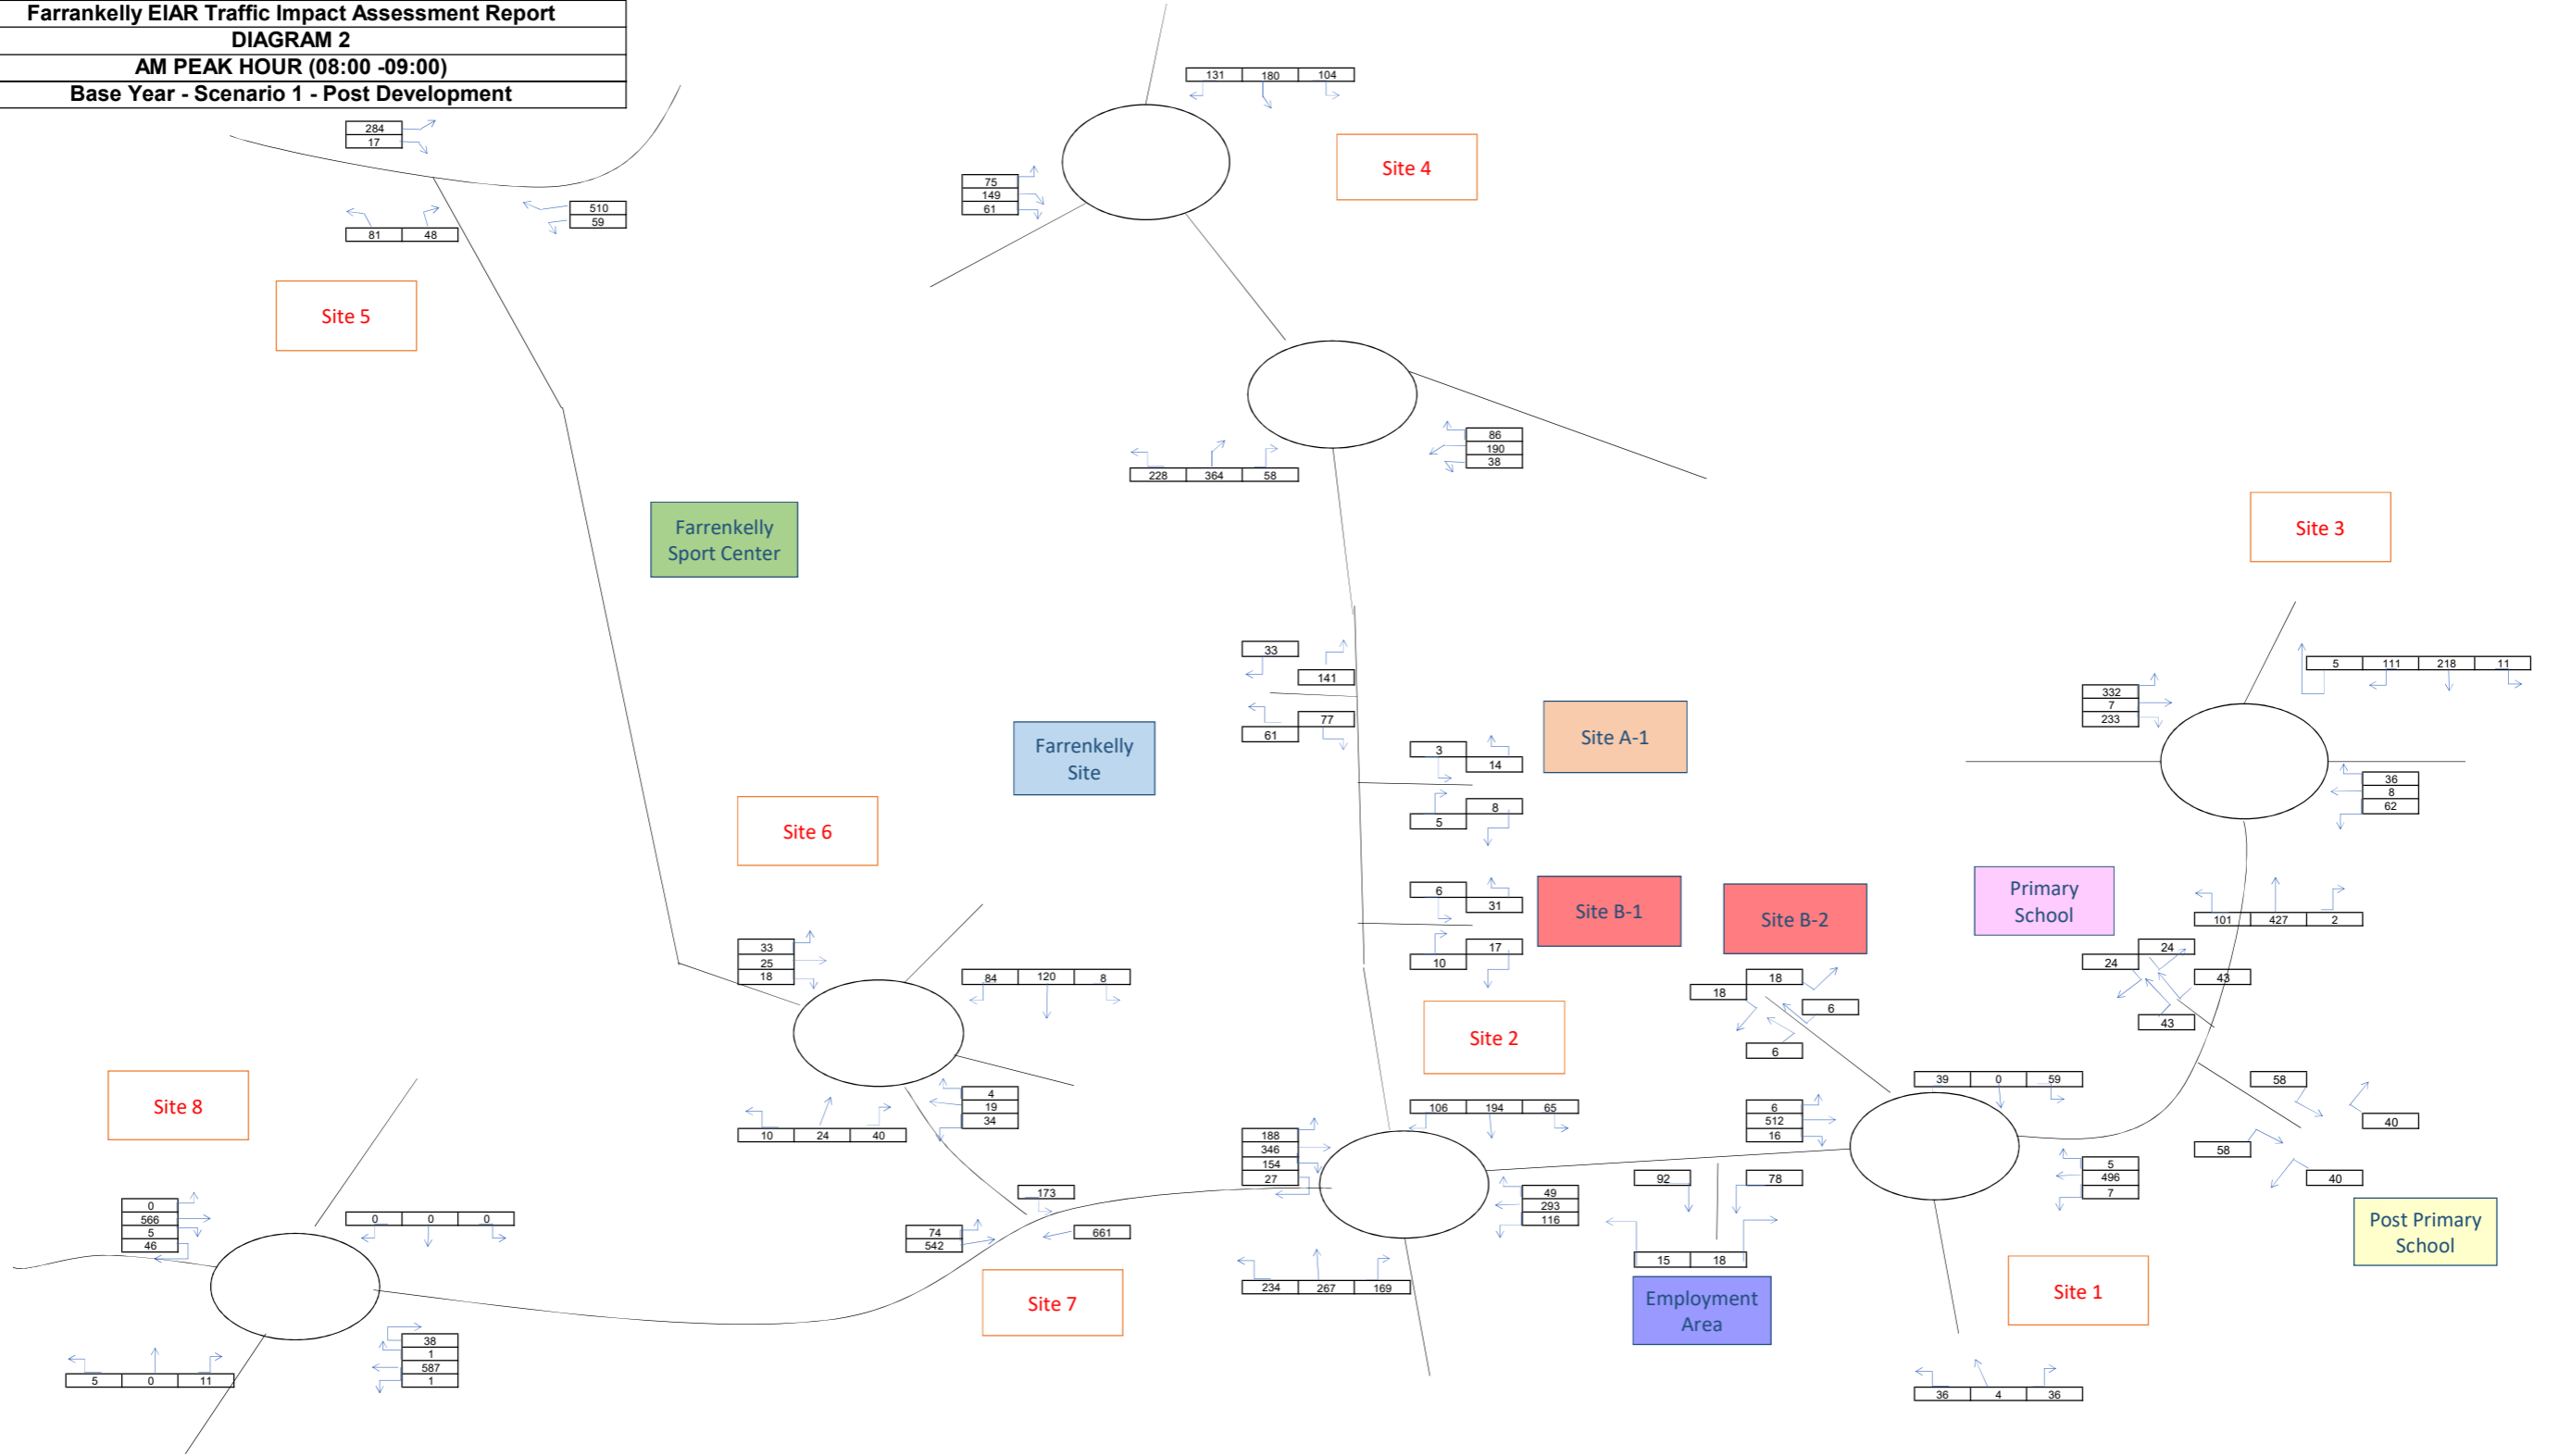 Farrankelly EIAR Traffic Impact Assessment Report
DIAGRAM 2
AM PEAK HOUR (08:00 -09:00)
Base Year - Scenario 1 - Post Development
131 180 104
284
17
Site 4
75
149
61
510
59
81 48
Site 5
86
190
38
228 364 58
Farrenkelly
Sport Center
Site 3
33
141
77
61
5 111 218 11
332
7
233
Farrenkelly
Site
Site A-1
3
14
8
5
36
8
62
Site 6
6
31
17
10
Site B-1
Site B-2
Primary
School
101 427 2
24
24
43
43
33
25
18
84 120 8
18
18
6
6
Site 2
4
19
34
10 24 40
Site 8
106 194 65
39 0 59
58
40
58
40
188
346
154
27
6
512
16
5
496
7
92 78
49
293
116
173
74
542
661
0
566
5
46
0 0 0
Post Primary
School
15 18
234 267 169
Site 7
Employment
Area
Site 1
38
1
587
1
5 0 11
36 4 36